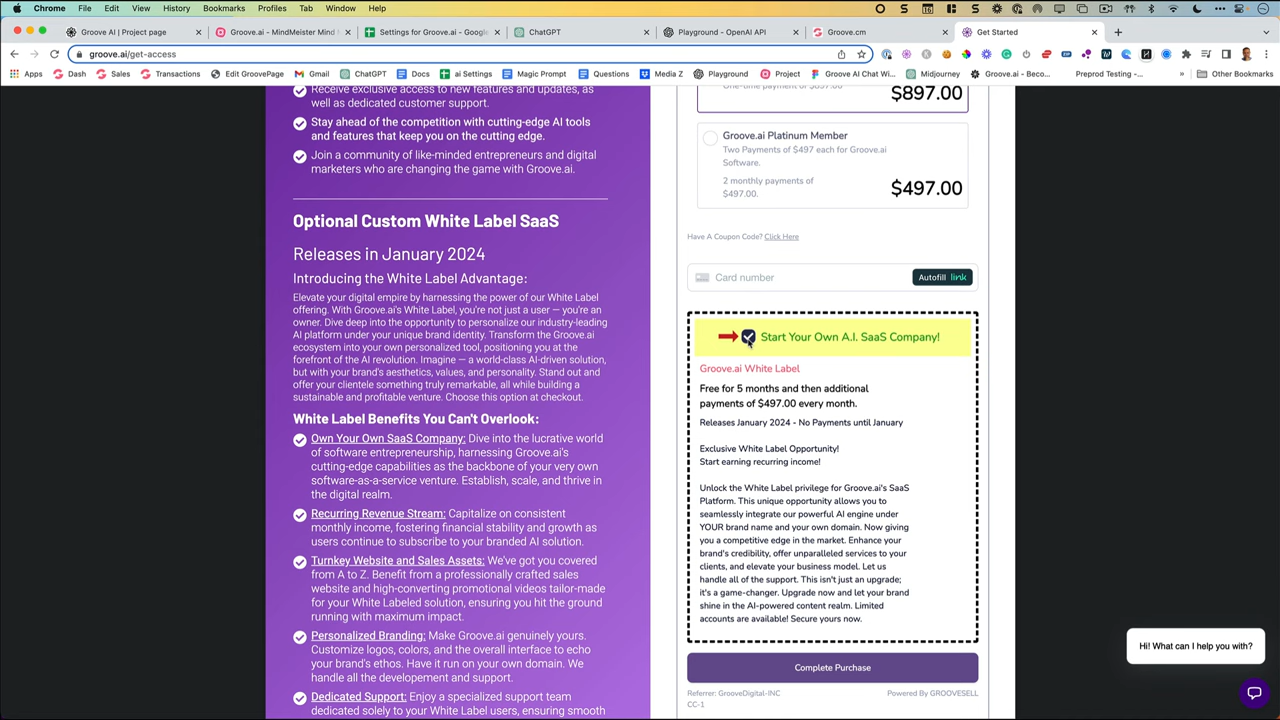 Chrome File Edit View History Bookmarks Profiles Tab Window Help
Groove AI | Project page
Groove.ai - MindMeister Mind
Settings for Groove.ai - Google
ChatGPT
Playground - OpenAI API
Groove.cm
Get Started
groove.ai/get-access
Apps Dash Sales Transactions Edit GroovePage Gmail ChatGPT Docs ai Settings Magic Prompt Questions Media Z Playground Project Groove AI Chat Wi... Midjourney Groove.ai - Beco... Preprod Testing -... » Other Bookmarks
Receive exclusive access to new features and updates, as
well as dedicated customer support.
Stay ahead of the competition with cutting-edge AI tools
and features that keep you on the cutting edge.
Join a community of like-minded entrepreneurs and digital
marketers who are changing the game with Groove.ai.
Optional Custom White Label SaaS
Releases in January 2024
Introducing the White Label Advantage:
Elevate your digital empire by harnessing the power of our White Label
offering. With Groove.ai's White Label, you're not just a user — you're an
owner. Dive deep into the opportunity to personalize our industry-leading
AI platform under your unique brand identity. Transform the Groove.ai
ecosystem into your own personalized tool, positioning you at the
forefront of the AI revolution. Imagine — a world-class AI-driven solution,
but with your brand's aesthetics, values, and personality. Stand out and
offer your clientele something truly remarkable, all while building a
sustainable and profitable venture. Choose this option at checkout.
White Label Benefits You Can't Overlook:
Own Your Own SaaS Company: Dive into the lucrative world
of software entrepreneurship, harnessing Groove.ai's
cutting-edge capabilities as the backbone of your very own
software-as-a-service venture. Establish, scale, and thrive in
the digital realm.
Recurring Revenue Stream: Capitalize on consistent
monthly income, fostering financial stability and growth as
users continue to subscribe to your branded AI solution.
Turnkey Website and Sales Assets: We've got you covered
from A to Z. Benefit from a professionally crafted sales
website and high-converting promotional videos tailor-made
for your White Labeled solution, ensuring you hit the ground
running with maximum impact.
Personalized Branding: Make Groove.ai genuinely yours.
Customize logos, colors, and the overall interface to echo
your brand's ethos. Have it run on your own domain. We
handle all the developement and support.
Dedicated Support: Enjoy a specialized support team
dedicated solely to your White Label users, ensuring smooth
One-time payment of $897.00
$897.00
Groove.ai Platinum Member
Two Payments of $497 each for Groove.ai
Software.
2 monthly payments of
$497.00.
$497.00
Have A Coupon Code? Click Here
Card number
Autofill link
Start Your Own A.I. SaaS Company!
Groove.ai White Label
Free for 5 months and then additional
payments of $497.00 every month.
Releases January 2024 - No Payments until January
Exclusive White Label Opportunity!
Start earning recurring income!
Unlock the White Label privilege for Groove.ai's SaaS
Platform. This unique opportunity allows you to
seamlessly integrate our powerful AI engine under
YOUR brand name and your own domain. Now giving
you a competitive edge in the market. Enhance your
brand's credibility, offer unparalleled services to your
clients, and elevate your business model. Let us
handle all of the support. This isn't just an upgrade;
it's a game-changer. Upgrade now and let your brand
shine in the AI-powered content realm. Limited
accounts are available! Secure yours now.
Complete Purchase
Referrer: GrooveDigital-INC
CC-1
Powered By GROOVESELL
Hi! What can I help you with?